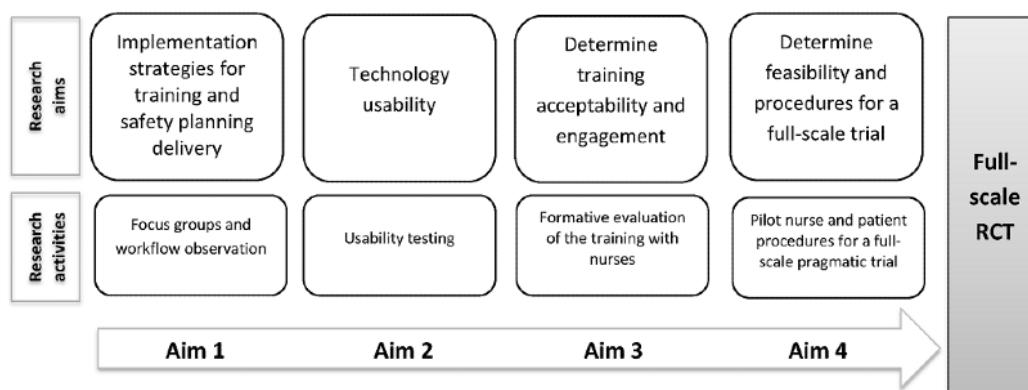 Research
aims
Implementation
strategies for
training and
safety planning
delivery
Technology
usability
Determine
training
acceptability and
engagement
Determine
feasibility and
procedures for a
full-scale trial
Research
activities
Focus groups and
workflow observation
Usability testing
Formative evaluation
of the training with
nurses
Pilot nurse and patient
procedures for a full-
scale pragmatic trial
Aim 1
Aim 2
Aim 3
Aim 4
Full-
scale
RCT